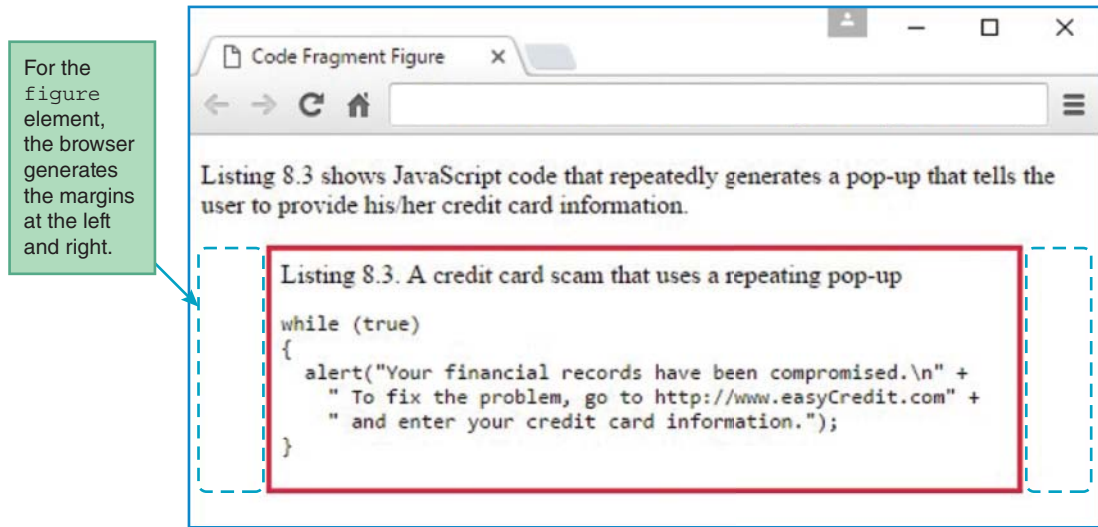 For the
figure
element,
the browser
generates
the margins
at the left
and right.
Code Fragment Figure
Listing 8.3 shows JavaScript code that repeatedly generates a pop-up that tells the
user to provide his/her credit card information.
Listing 8.3. A credit card scam that uses a repeating pop-up
while (true)
{
  alert("Your financial records have been compromised.\n" +
    " To fix the problem, go to http://www.easyCredit.com" +
    " and enter your credit card information.");
}